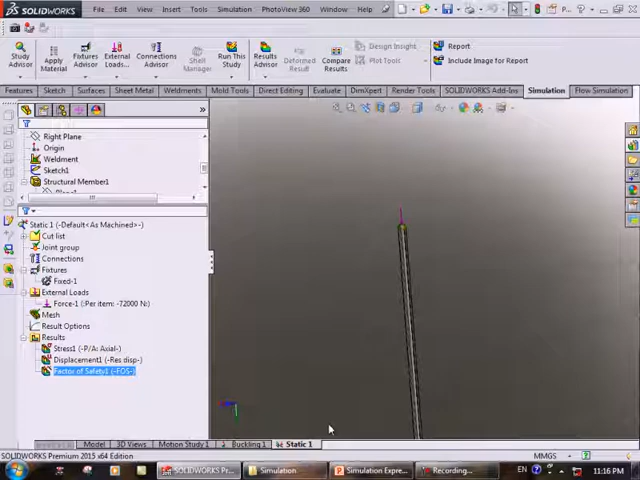 SOLIDWORKS File Edit View Insert Tools Simulation PhotoView 360 Window Help
Study Advisor
Apply Material
Fixtures Advisor
External Loads...
Connections Advisor
Shell Manager
Run This Study
Results Advisor
Deformed Result
Compare Results
Design Insight
Plot Tools
Report
Include Image for Report
Features Sketch Surfaces Sheet Metal Weldments Mold Tools Direct Editing Evaluate DimXpert Render Tools SOLIDWORKS Add-Ins Simulation Flow Simulation
Right Plane
Origin
Weldment
Sketch1
Structural Member1
Static 1 (-Default<As Machined>-)
Cut list
Joint group
Connections
Fixtures
Fixed-1
External Loads
Force-1 (:Per item: -72000 N:)
Mesh
Result Options
Results
Stress1 (-P/A: Axial-)
Displacement1 (-Res disp-)
Factor of Safety1 (-FOS-)
Model 3D Views Motion Study 1 Buckling 1 Static 1
SOLIDWORKS Premium 2015 x64 Edition
MMGS
SOLIDWORKS Pre...
Simulation
Simulation Expre...
Recording...
EN
11:16 PM